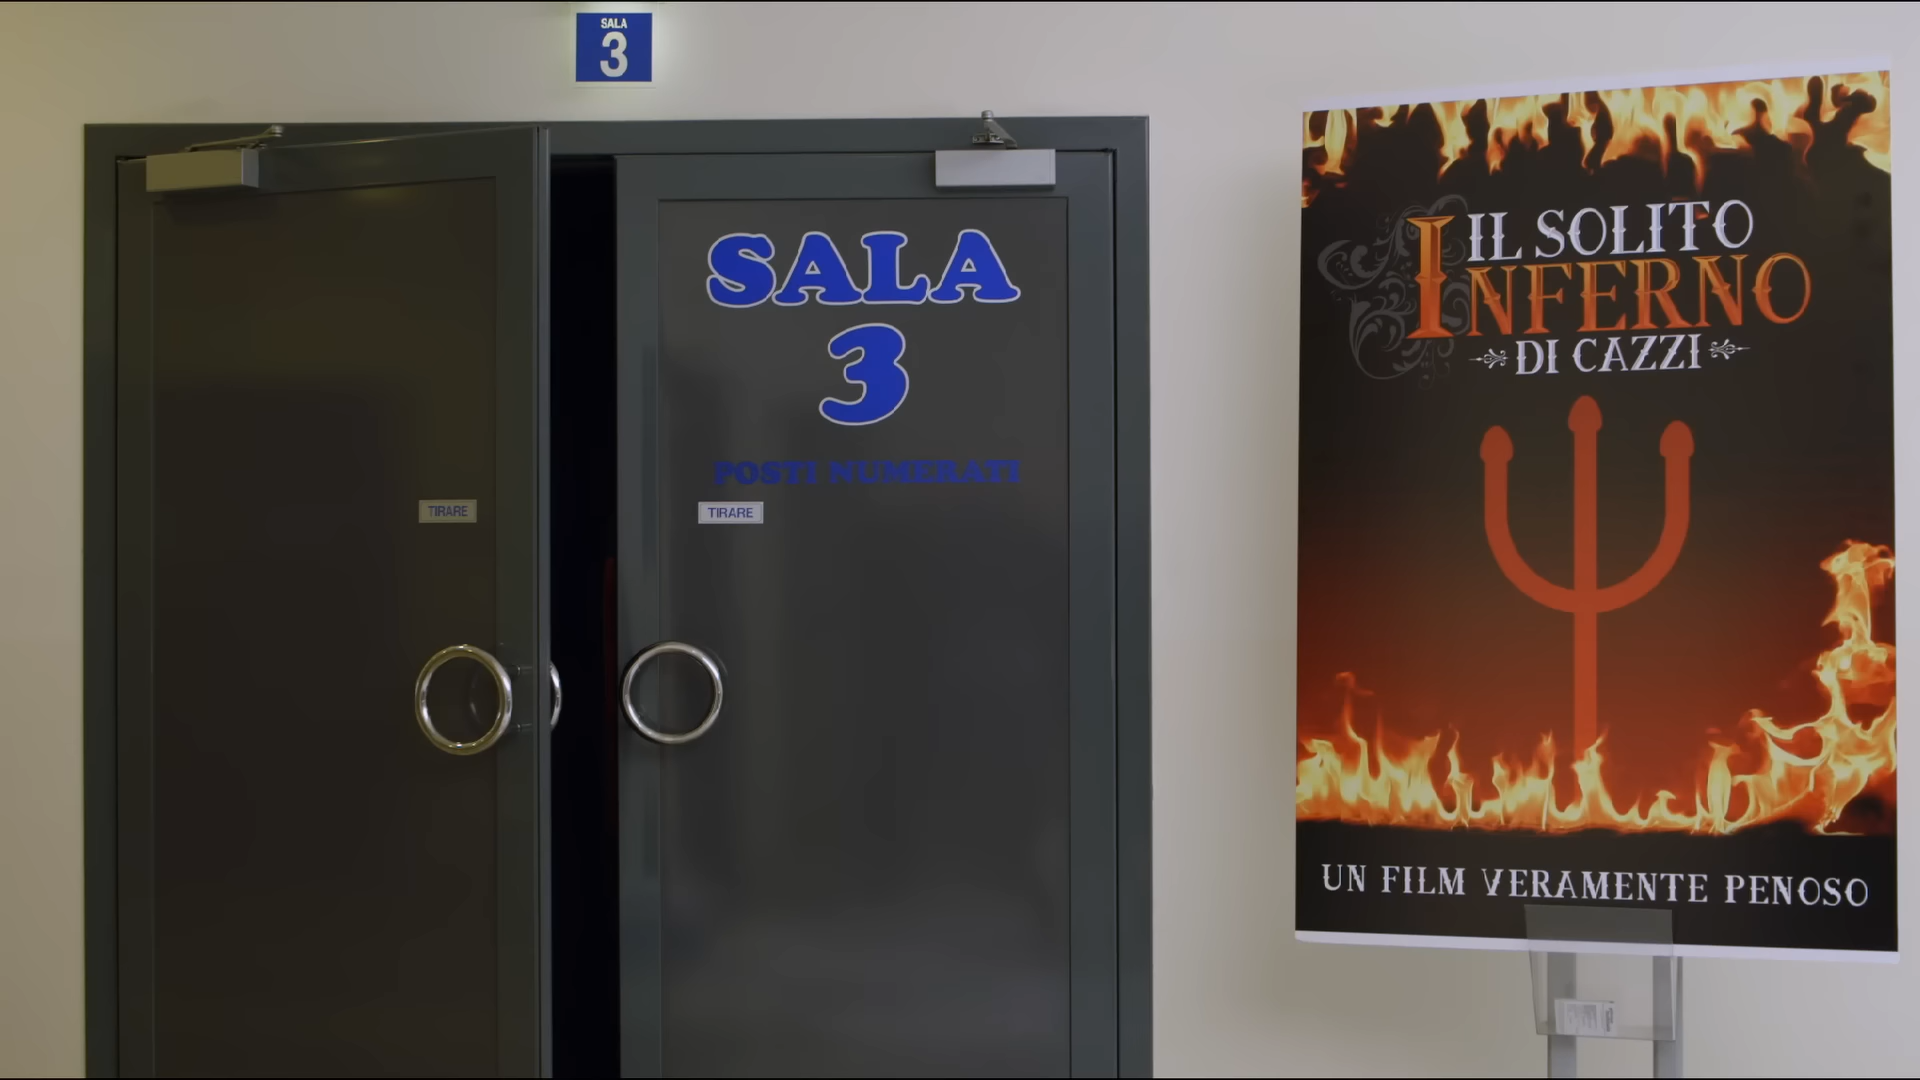 SALA
3
SALA
3
POSTI NUMERATI
TIRARE
TIRARE
IL SOLITO
INFERNO
DI CAZZI
UN FILM VERAMENTE PENOSO